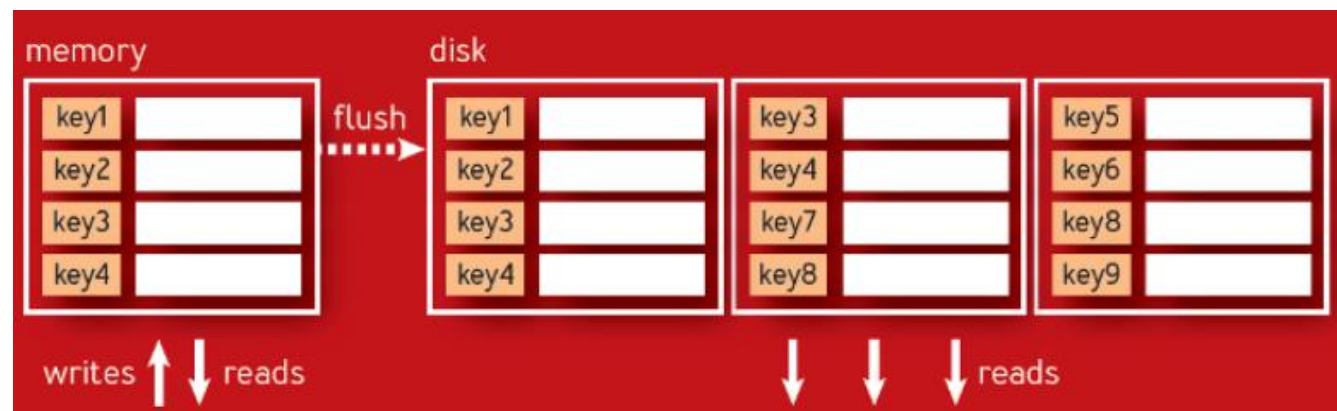 memory
disk
key1
key2
key3
key4
flush
key1
key2
key3
key4
key3
key4
key7
key8
key5
key6
key8
key9
writes
reads
reads